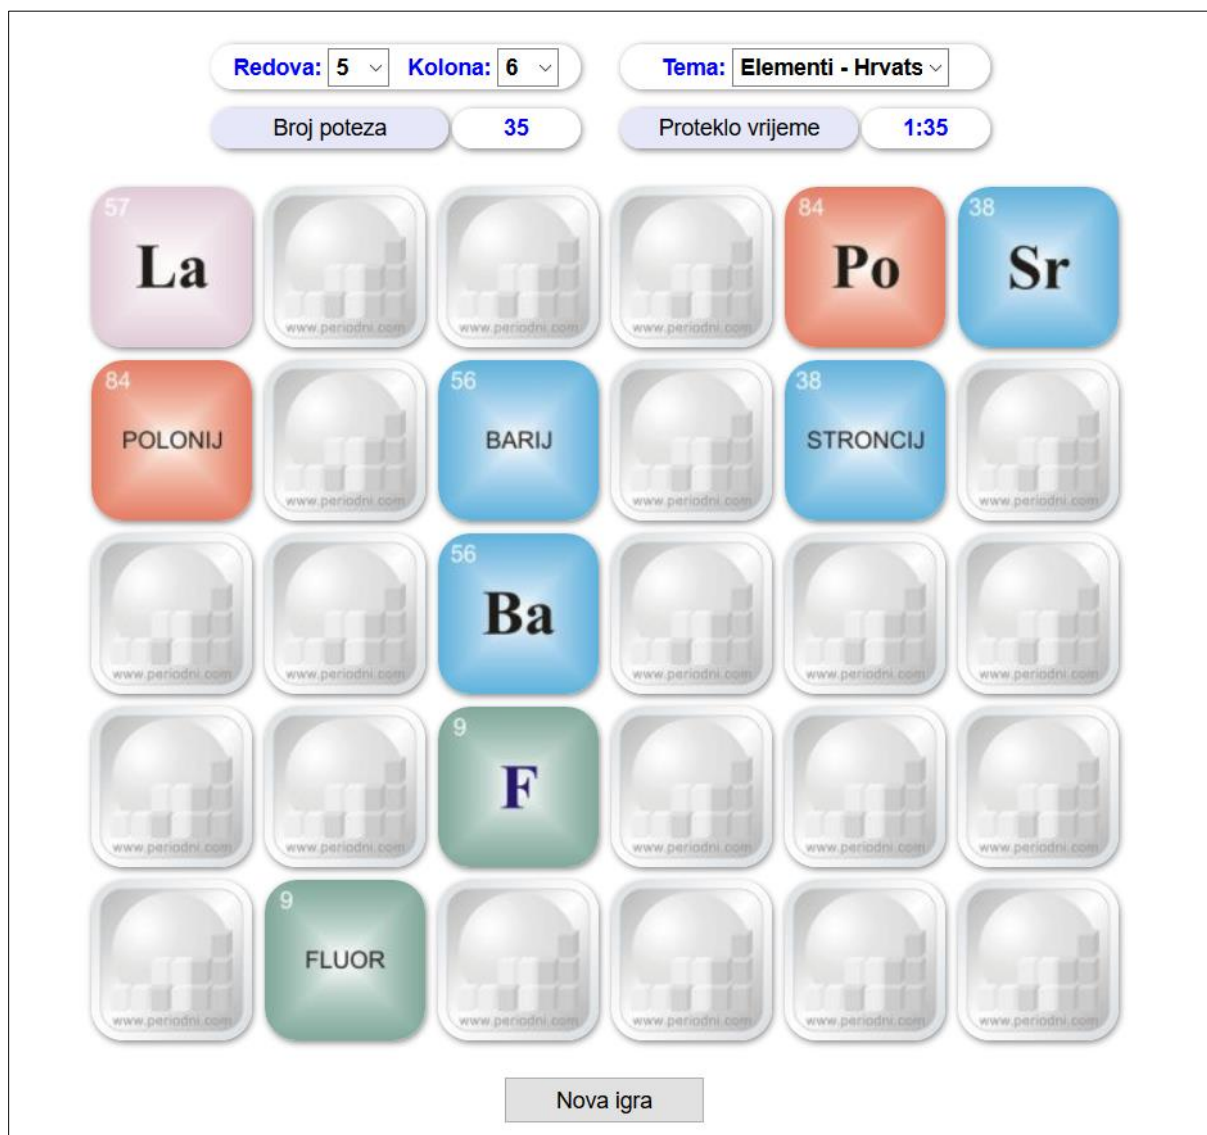 Redova: 5 Kolona: 6 Tema: Elementi - Hrvats
Broj poteza 35 Proteklo vrijeme 1:35
57 84 38
La Po Sr
www.periodni.com www.periodni.com www.periodni.com
84 56 38
POLONIJ BARIJ STRONCIJ
www.periodni.com www.periodni.com www.periodni.com
56
Ba
www.periodni.com www.periodni.com www.periodni.com www.periodni.com www.periodni.com
9
F
www.periodni.com www.periodni.com www.periodni.com www.periodni.com www.periodni.com
9
FLUOR
www.periodni.com www.periodni.com www.periodni.com www.periodni.com www.periodni.com
Nova igra